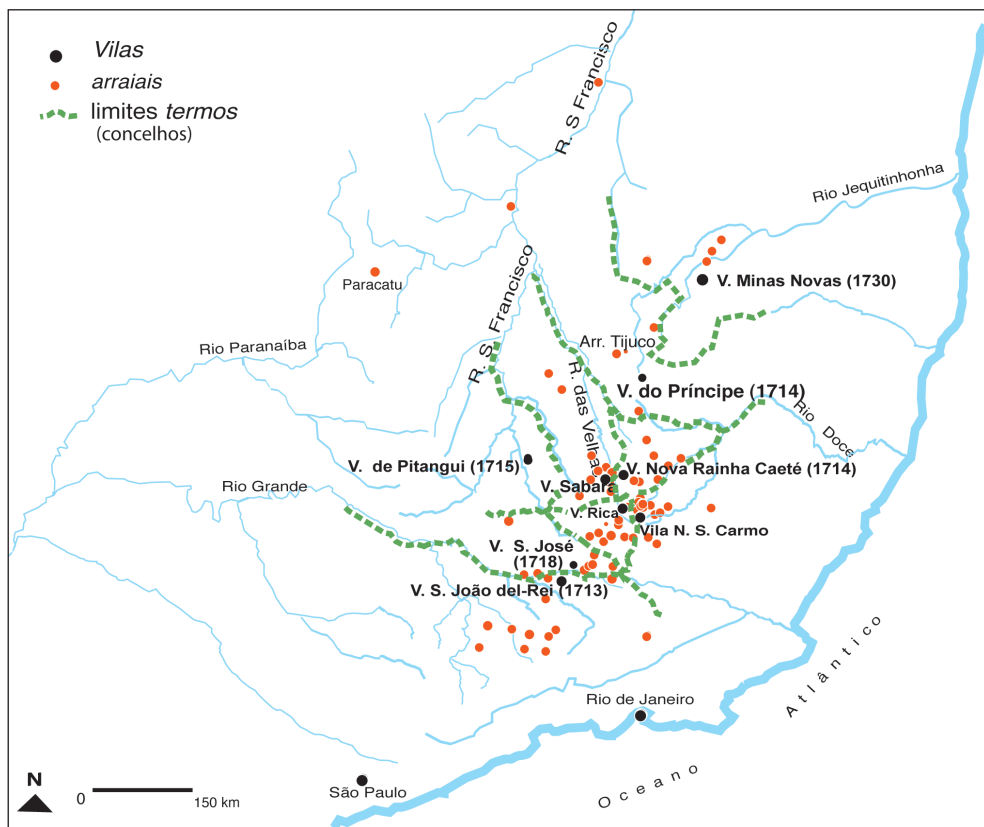 Vilas
arraiais
limites termos
(concelhos)
R. S Francisco
Rio Jequitinhonha
Paracatu
R. S. Francisco
V. Minas Novas (1730)
Rio Paranaíba
Arr. Tijuco
R. das Velhas
V. do Príncipe (1714)
Rio Doce
V. de Pitangui (1715)
V. Nova Rainha Caeté (1714)
Rio Grande
V. Sabará
V. Rica
Vila N. S. Carmo
V. S. José
(1718)
V. S. João del-Rei (1713)
Atlântico
Rio de Janeiro
Oceano
São Paulo
N
0
150 km